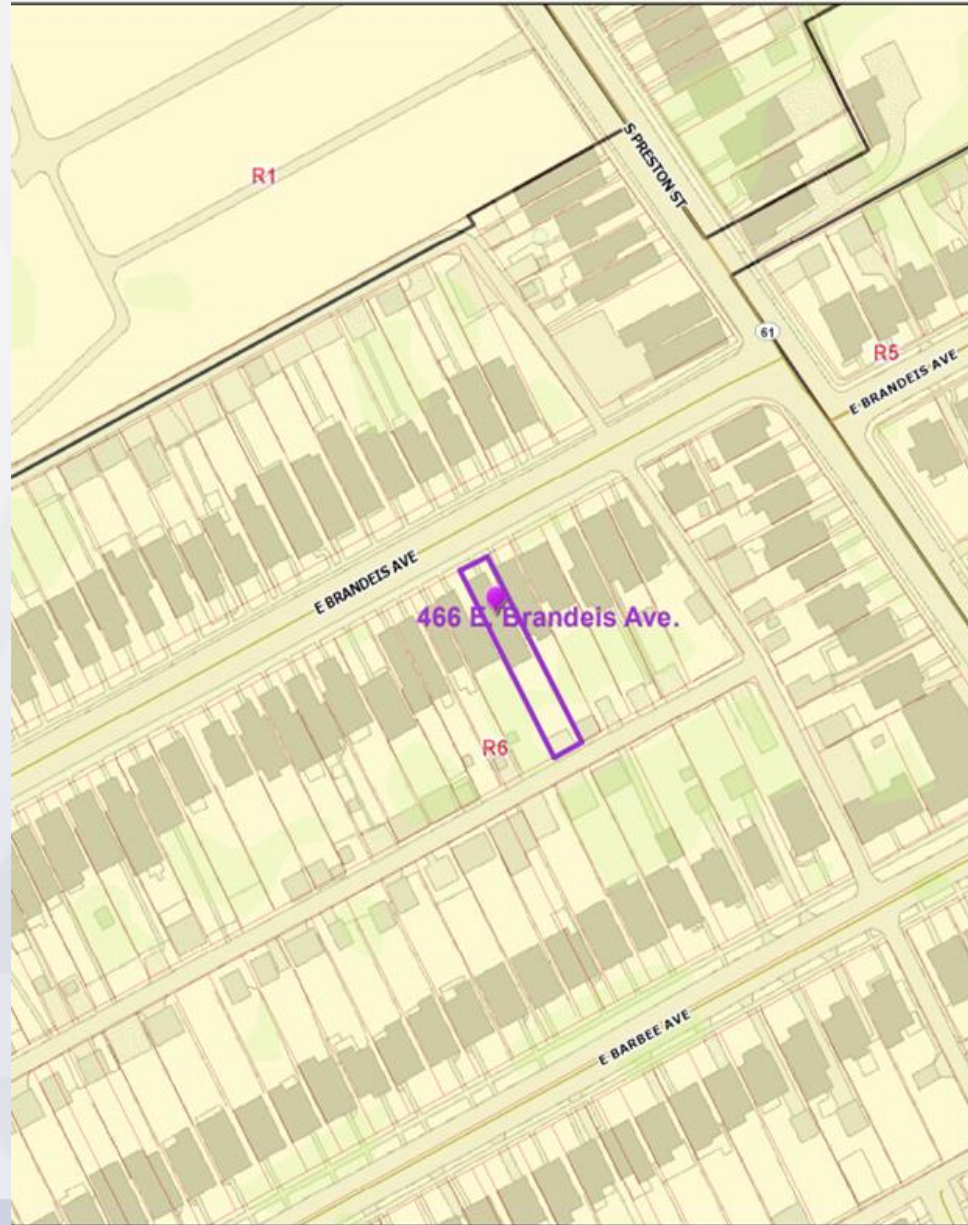 R1
S PRESTON ST
61
R5
E BRANDEIS AVE
E BRANDEIS AVE
466 E. Brandeis Ave.
R6
E BARBEE AVE